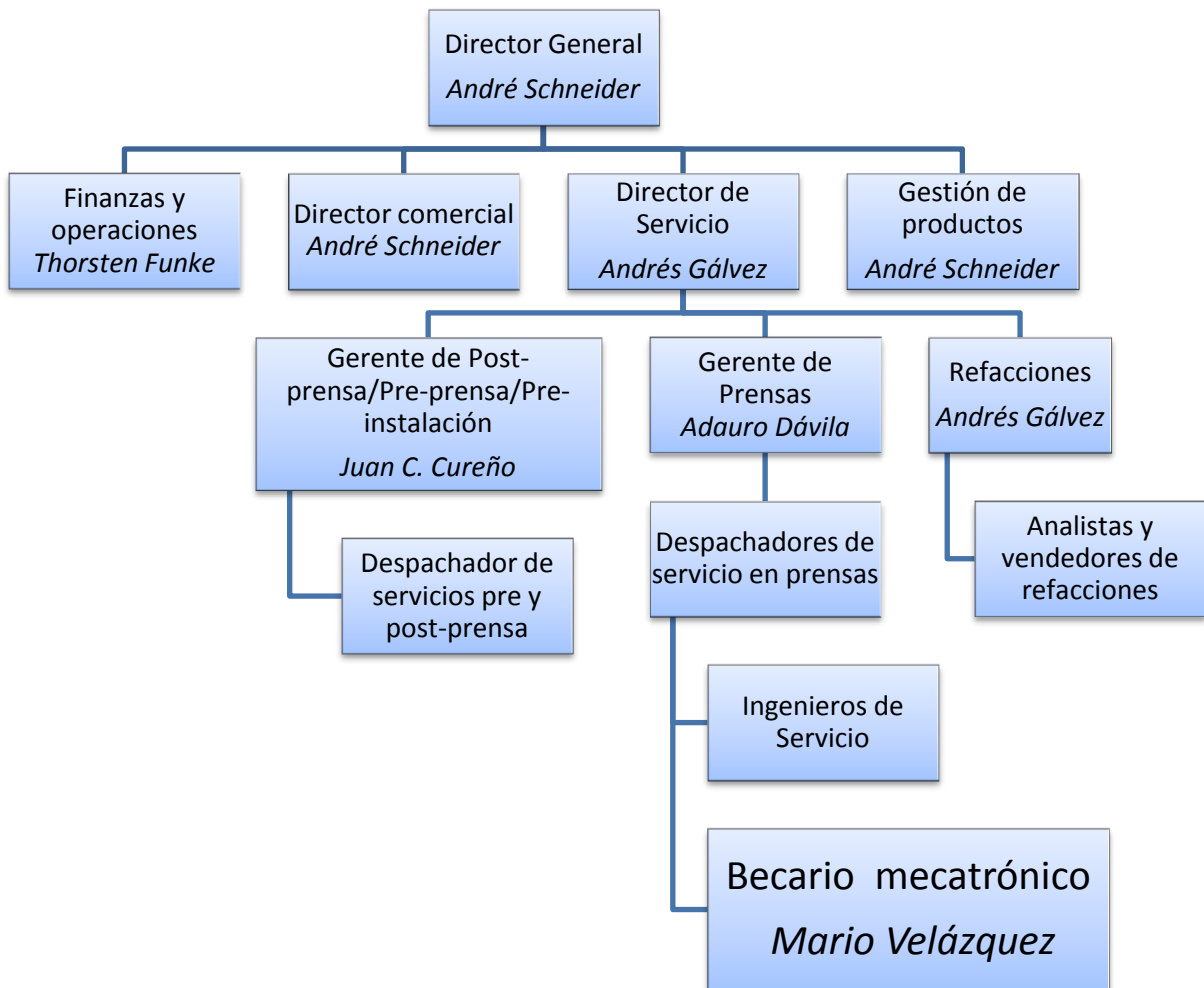 Director General
André Schneider
Finanzas y
operaciones
Thorsten Funke
Director comercial
André Schneider
Director de
Servicio
Andrés Gálvez
Gestión de
productos
André Schneider
Gerente de Post-
prensa/Pre-prensa/Pre-
instalación
Juan C. Cureño
Gerente de
Prensas
Adauro Dávila
Refacciones
Andrés Gálvez
Despachador de
servicios pre y
post-prensa
Despachadores de
servicio en prensas
Analistas y
vendedores de
refacciones
Ingenieros de
Servicio
Becario mecatrónico
Mario Velázquez